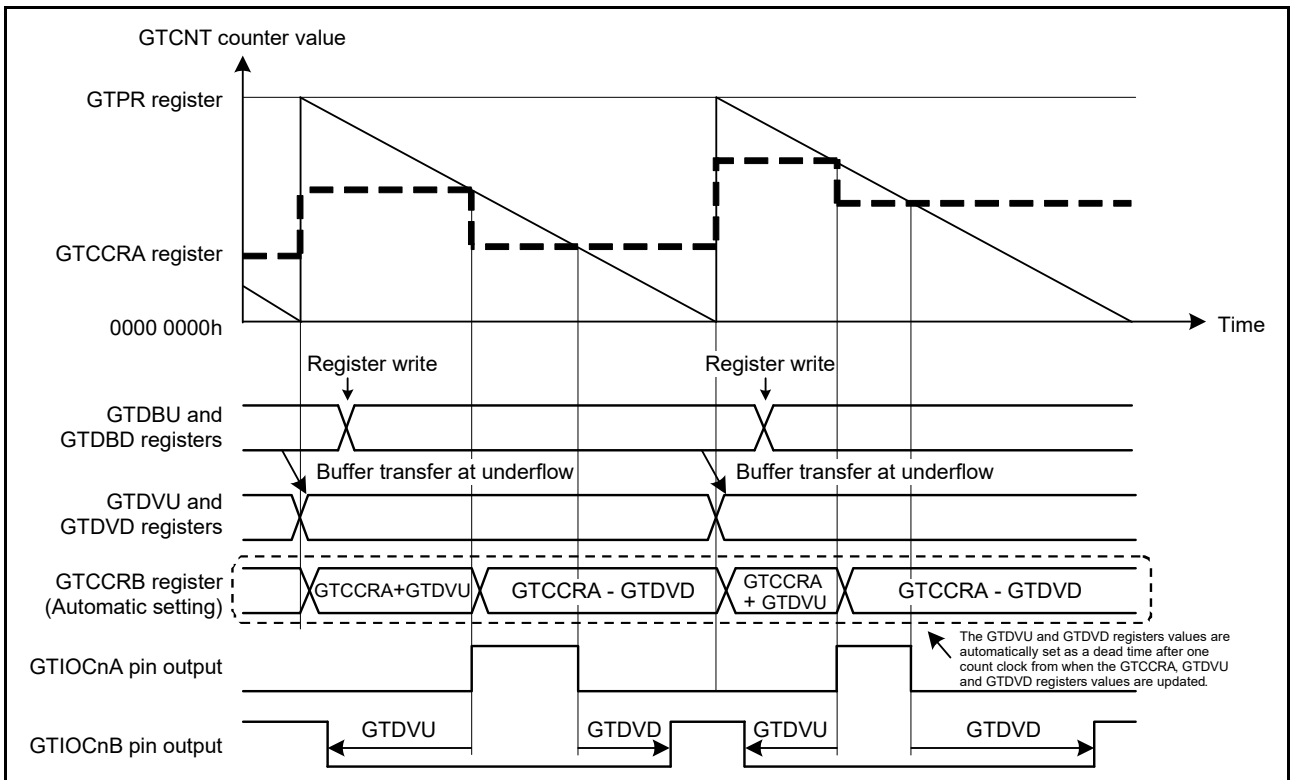 GTCNT counter value
GTPR register
GTCCRA register
0000 0000h
Time
Register write
Register write
GTDBU and
GTDBD registers
Buffer transfer at underflow
Buffer transfer at underflow
GTDVU and
GTDVD registers
GTCCRB register
(Automatic setting)
GTCCRA+GTDVU
GTCCRA - GTDVD
GTCCRA
+ GTDVU
GTCCRA - GTDVD
The GTDVU and GTDVD registers values are
automatically set as a dead time after one
count clock from when the GTCCRA, GTDVU
and GTDVD registers values are updated.
GTIOCnA pin output
GTIOCnB pin output
GTDVU
GTDVD
GTDVU
GTDVD